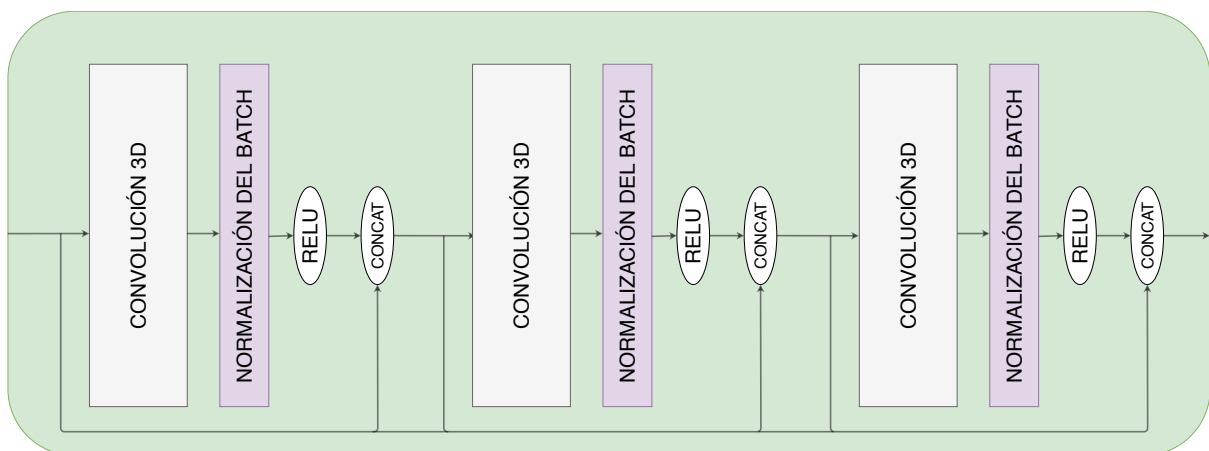 CONVOLUCIÓN 3D
NORMALIZACIÓN DEL BATCH
RELU
CONCAT
CONVOLUCIÓN 3D
NORMALIZACIÓN DEL BATCH
RELU
CONCAT
CONVOLUCIÓN 3D
NORMALIZACIÓN DEL BATCH
RELU
CONCAT